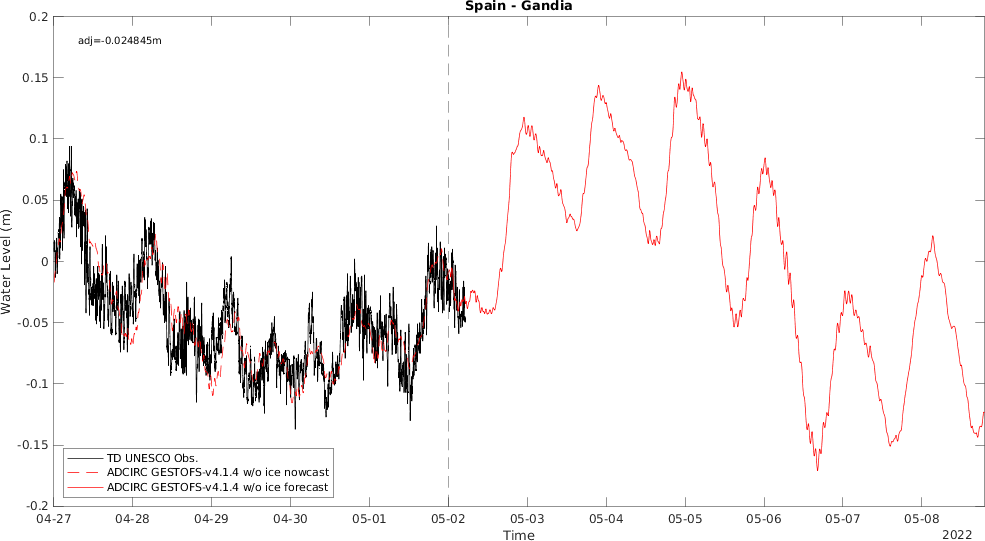 Spain - Gandia
adj=-0.024845m
0.2
0.15
0.1
0.05
0
-0.05
-0.1
-0.15
-0.2
Water Level (m)
TD UNESCO Obs.
ADCIRC GESTOFS-v4.1.4 w/o ice nowcast
ADCIRC GESTOFS-v4.1.4 w/o ice forecast
04-27 04-28 04-29 04-30 05-01 05-02 05-03 05-04 05-05 05-06 05-07 05-08
Time
2022